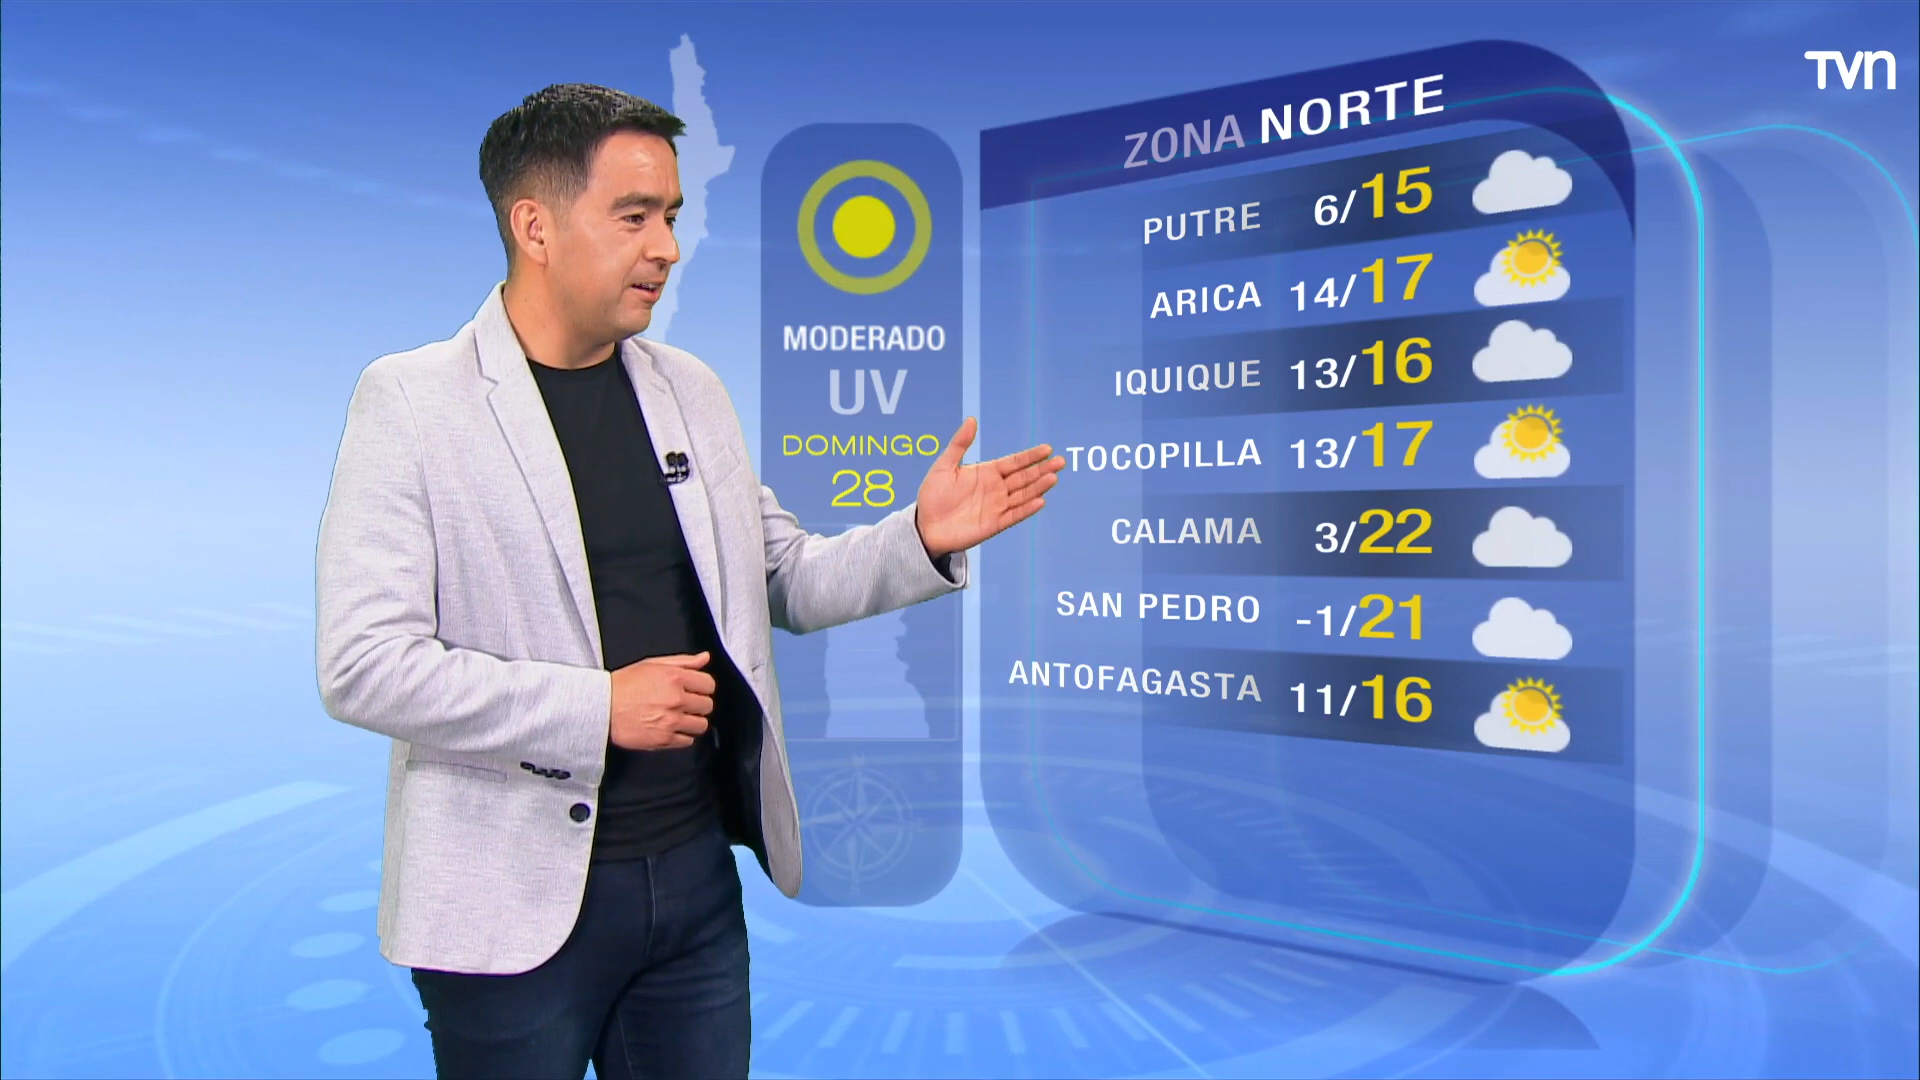 TVN
ZONA NORTE
PUTRE 6/15
ARICA 14/17
IQUIQUE 13/16
TOCOPILLA 13/17
CALAMA 3/22
SAN PEDRO -1/21
ANTOFAGASTA 11/16
MODERADO
UV
DOMINGO
28